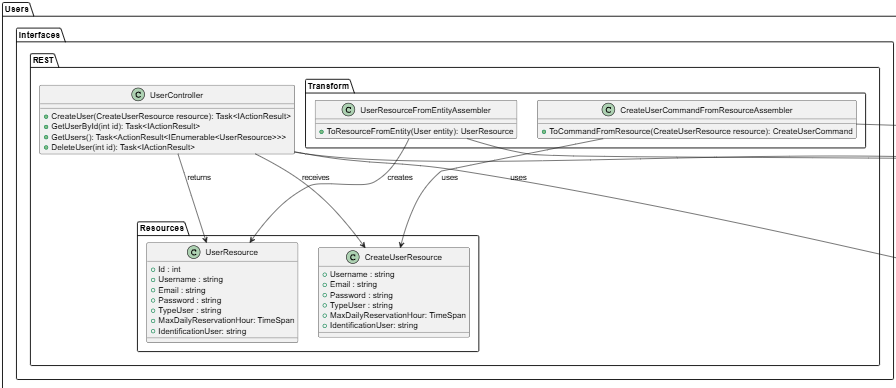 Users
Interfaces
REST
C UserController
CreateUser(CreateUserResource resource): Task<IActionResult>
GetUserById(int id): Task<IActionResult>
GetUsers(): Task<ActionResult<IEnumerable<UserResource>>>
DeleteUser(int id): Task<IActionResult>
Transform
C UserResourceFromEntityAssembler
ToResourceFromEntity(User entity): UserResource
C CreateUserCommandFromResourceAssembler
ToCommandFromResource(CreateUserResource resource): CreateUserCommand
returns
receives
creates
uses
uses
Resources
C UserResource
Id : int
Username : string
Email : string
Password : string
TypeUser : string
MaxDailyReservationHour: TimeSpan
IdentificationUser: string
C CreateUserResource
Username : string
Email : string
Password : string
TypeUser : string
MaxDailyReservationHour: TimeSpan
IdentificationUser: string